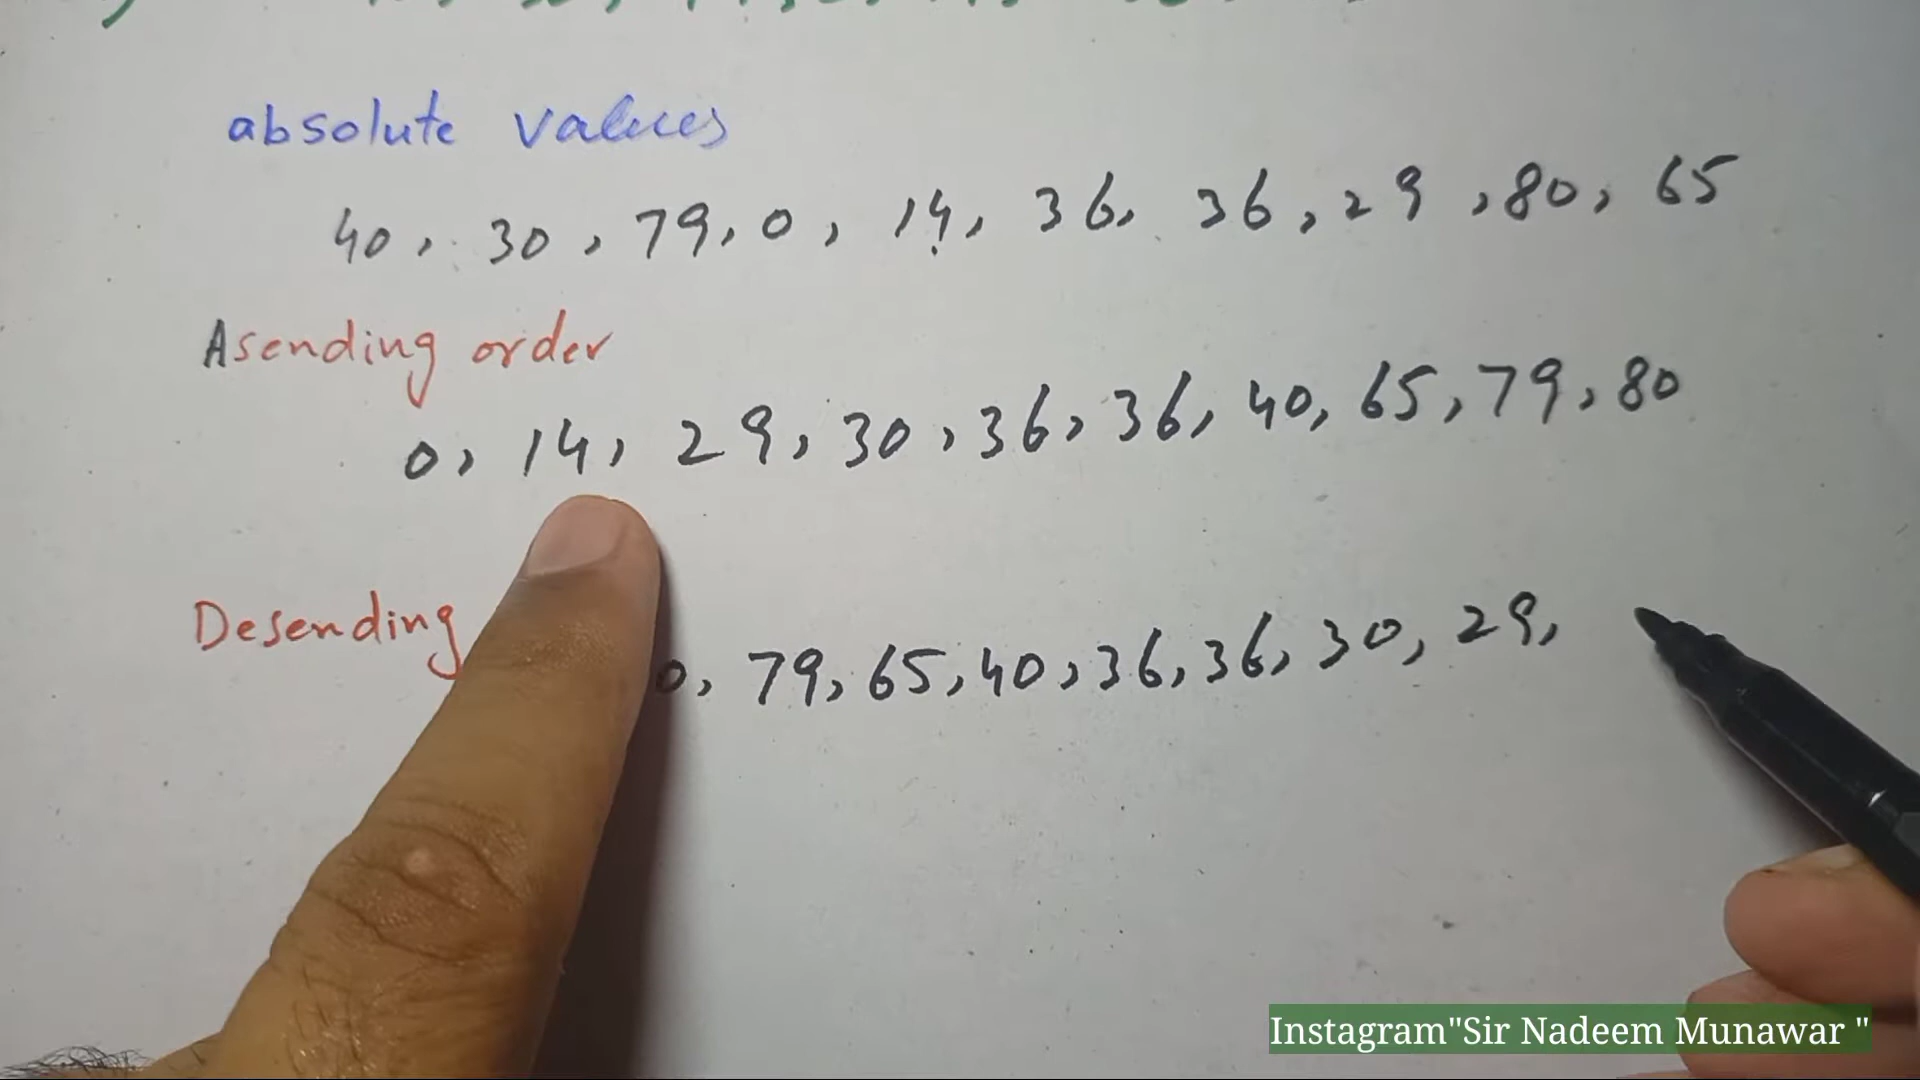 absolute values
40, 30, 79, 0, 14, 36, 36, 29, 80, 65
Asending order
0, 14, 29, 30, 36, 36, 40, 65, 79, 80
Desending
0, 79, 65, 40, 36, 36, 30, 29,
Instagram"Sir Nadeem Munawar "